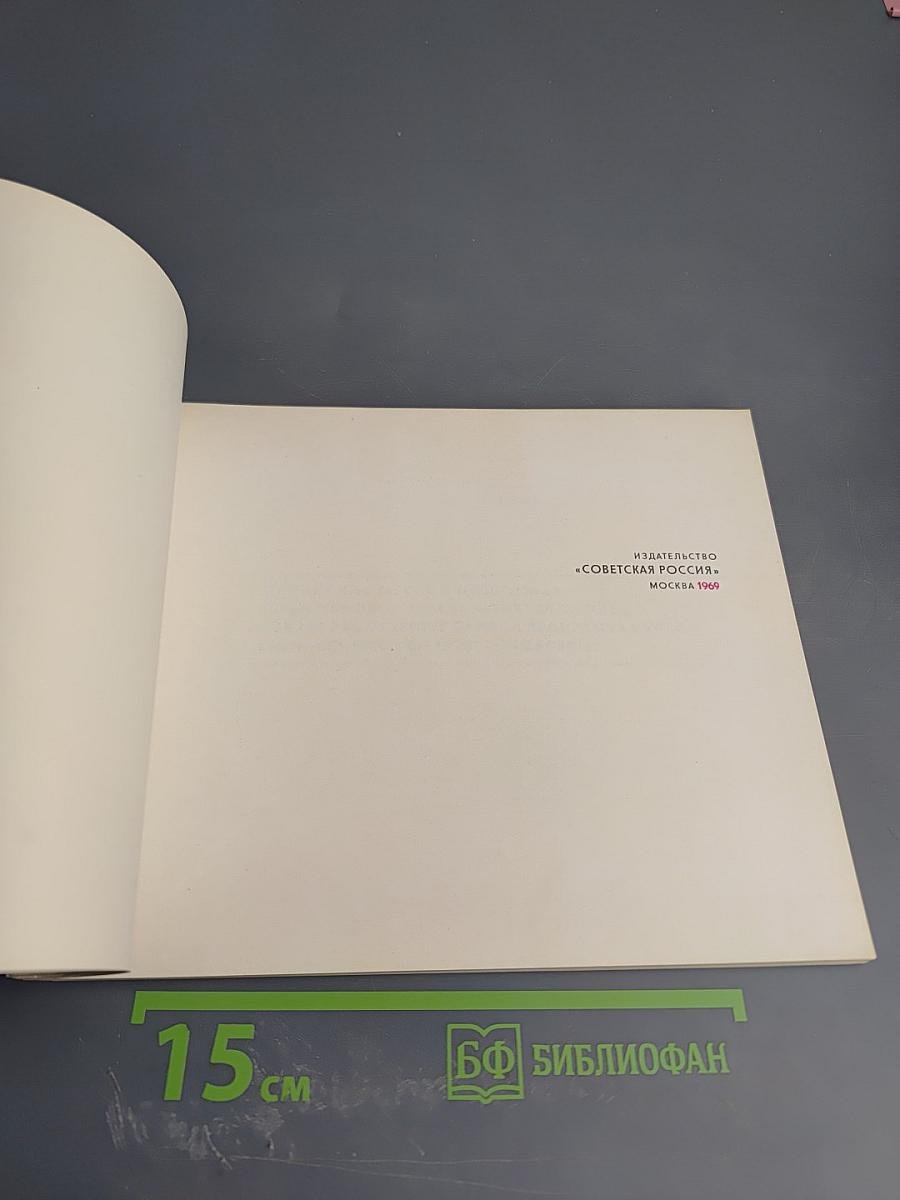 ИЗДАТЕЛЬСТВО
«СОВЕТСКАЯ РОССИЯ»
МОСКВА 1969
15 см
БФ БИБЛИОФАН